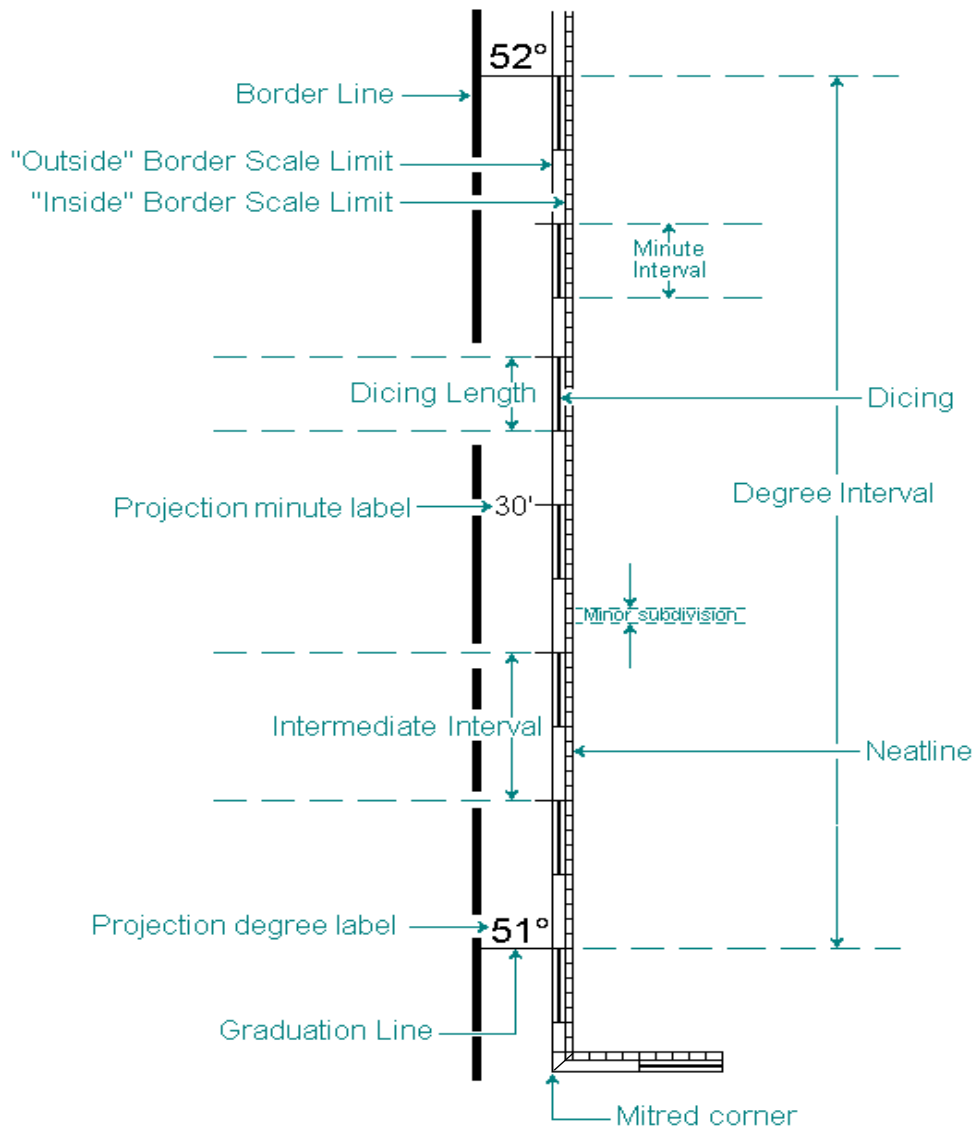 52°
Border Line
"Outside" Border Scale Limit
"Inside" Border Scale Limit
Minute
Interval
Dicing Length
Dicing
Degree Interval
Projection minute label
30'
Minor subdivision
Intermediate Interval
Neatline
Projection degree label
51°
Graduation Line
Mitred corner